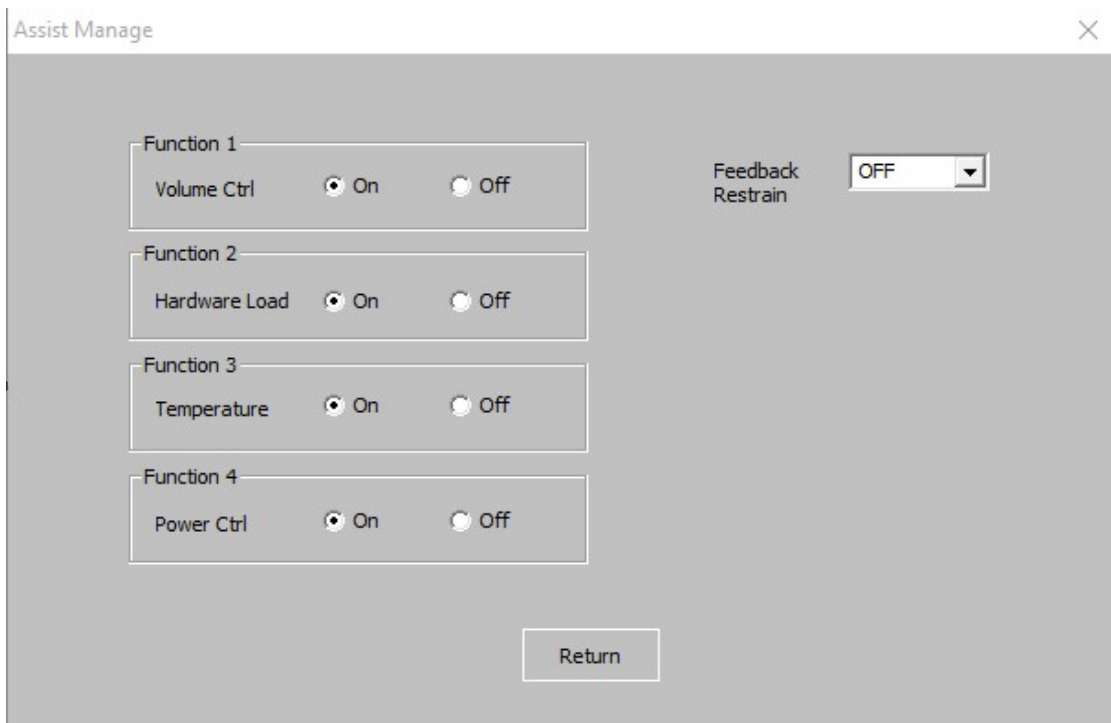 Assist Manage
Function 1
Volume Ctrl On Off
Feedback
Restrain
OFF
Function 2
Hardware Load On Off
Function 3
Temperature On Off
Function 4
Power Ctrl On Off
Return